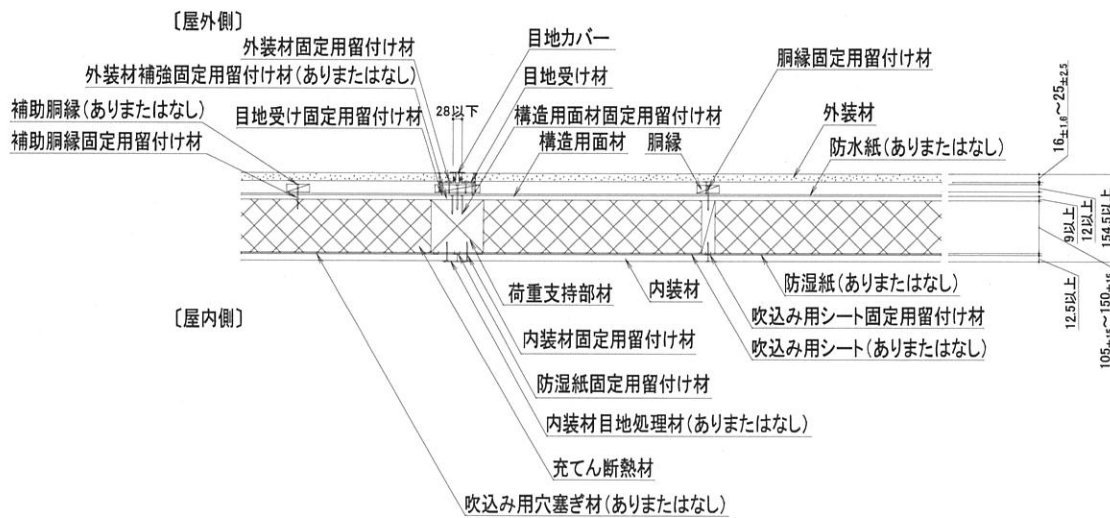 〔屋外側〕
目地カバー
外装材固定用留付け材
胴縁固定用留付け材
外装材補強固定用留付け材(ありまたはなし)
目地受け材
補助胴縁(ありまたはなし)
目地受け固定用留付け材
28以下
構造用面材固定用留付け材
外装材
補助胴縁固定用留付け材
構造用面材
胴縁
防水紙(ありまたはなし)
16±1.6～25±2.5
9以上
12以上
154.5以上
12.5以上
105±15～150±15
荷重支持部材
内装材
防湿紙(ありまたはなし)
〔屋内側〕
吹込み用シート固定用留付け材
内装材固定用留付け材
吹込み用シート(ありまたはなし)
防湿紙固定用留付け材
内装材目地処理材(ありまたはなし)
充てん断熱材
吹込み用穴塞ぎ材(ありまたはなし)